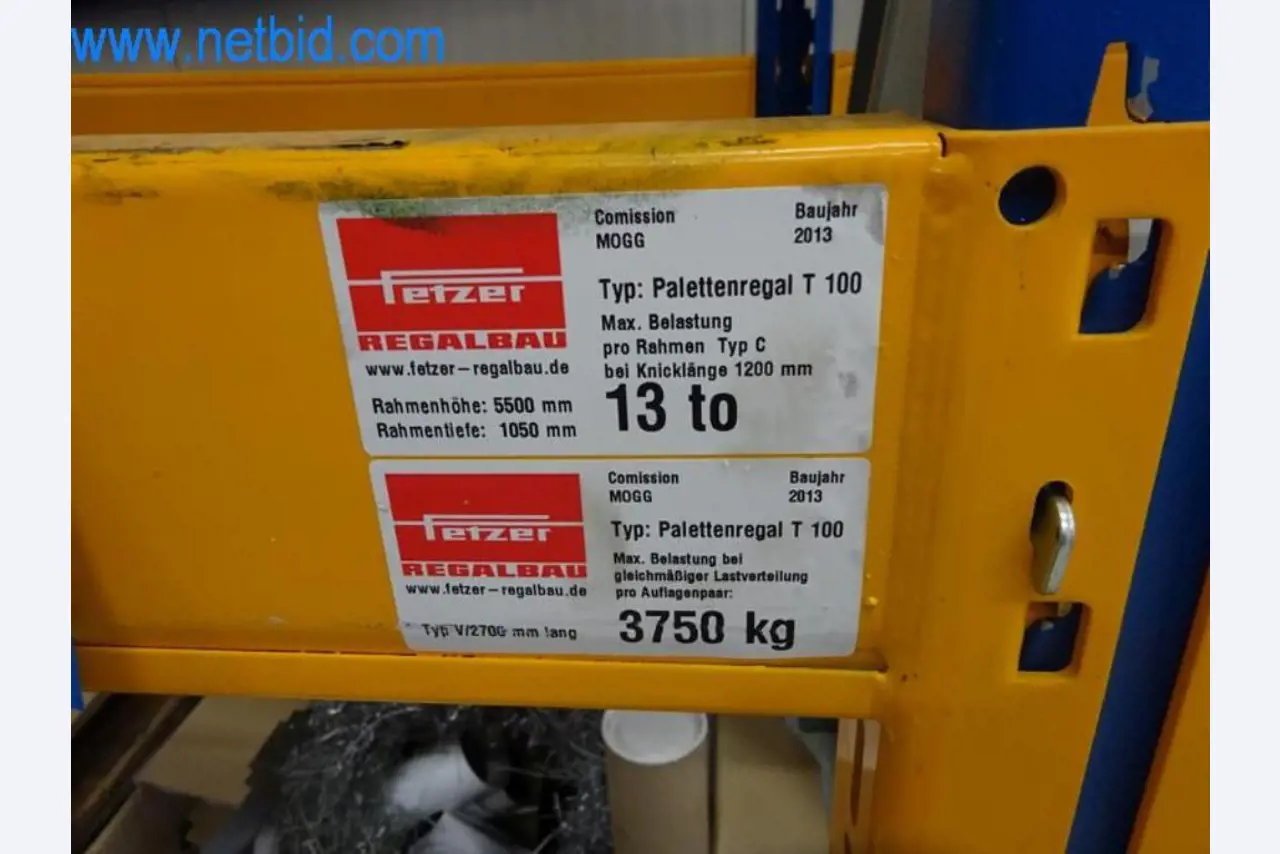 www.netbid.com
Fetzer
REGALBAU
www.fetzer-regalbau.de
Rahmenhöhe: 5500 mm
Rahmentiefe: 1050 mm
Comission Baujahr
MOGG 2013
Typ: Palettenregal T 100
Max. Belastung
pro Rahmen Typ C
bei Knicklänge 1200 mm
13 to
Fetzer
REGALBAU
www.fetzer-regalbau.de
Typ V/2700 mm lang
Comission Baujahr
MOGG 2013
Typ: Palettenregal T 100
Max. Belastung bei
gleichmäßiger Lastverteilung
pro Auflagenpaar:
3750 kg